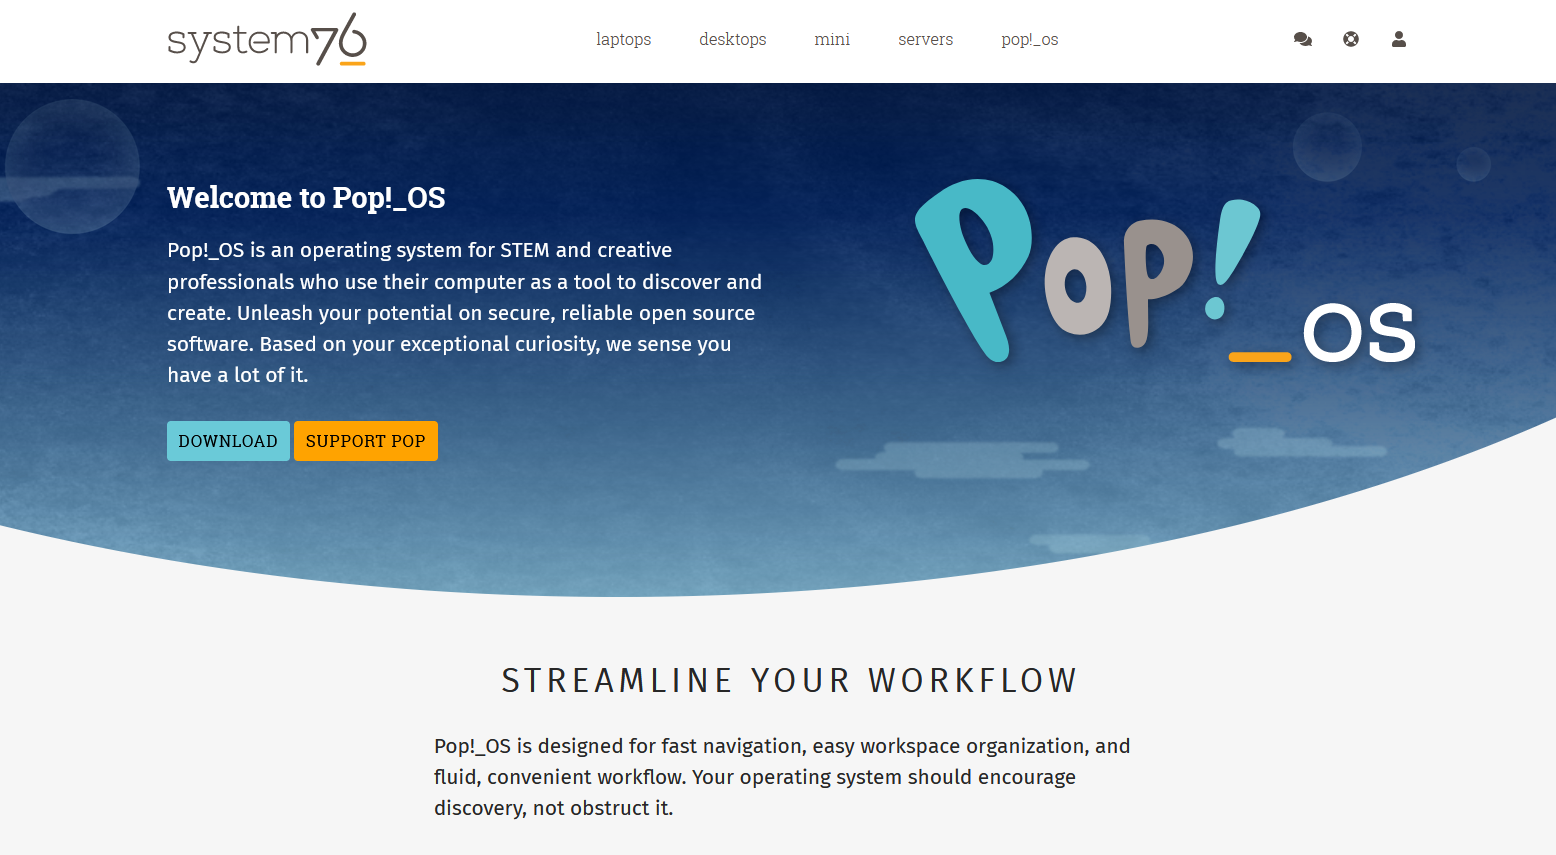 system76
laptops desktops mini servers pop!_os
Welcome to Pop!_OS
Pop!_OS is an operating system for STEM and creative
professionals who use their computer as a tool to discover and
create. Unleash your potential on secure, reliable open source
software. Based on your exceptional curiosity, we sense you
have a lot of it.
DOWNLOAD SUPPORT POP
Pop!_OS
STREAMLINE YOUR WORKFLOW
Pop!_OS is designed for fast navigation, easy workspace organization, and
fluid, convenient workflow. Your operating system should encourage
discovery, not obstruct it.